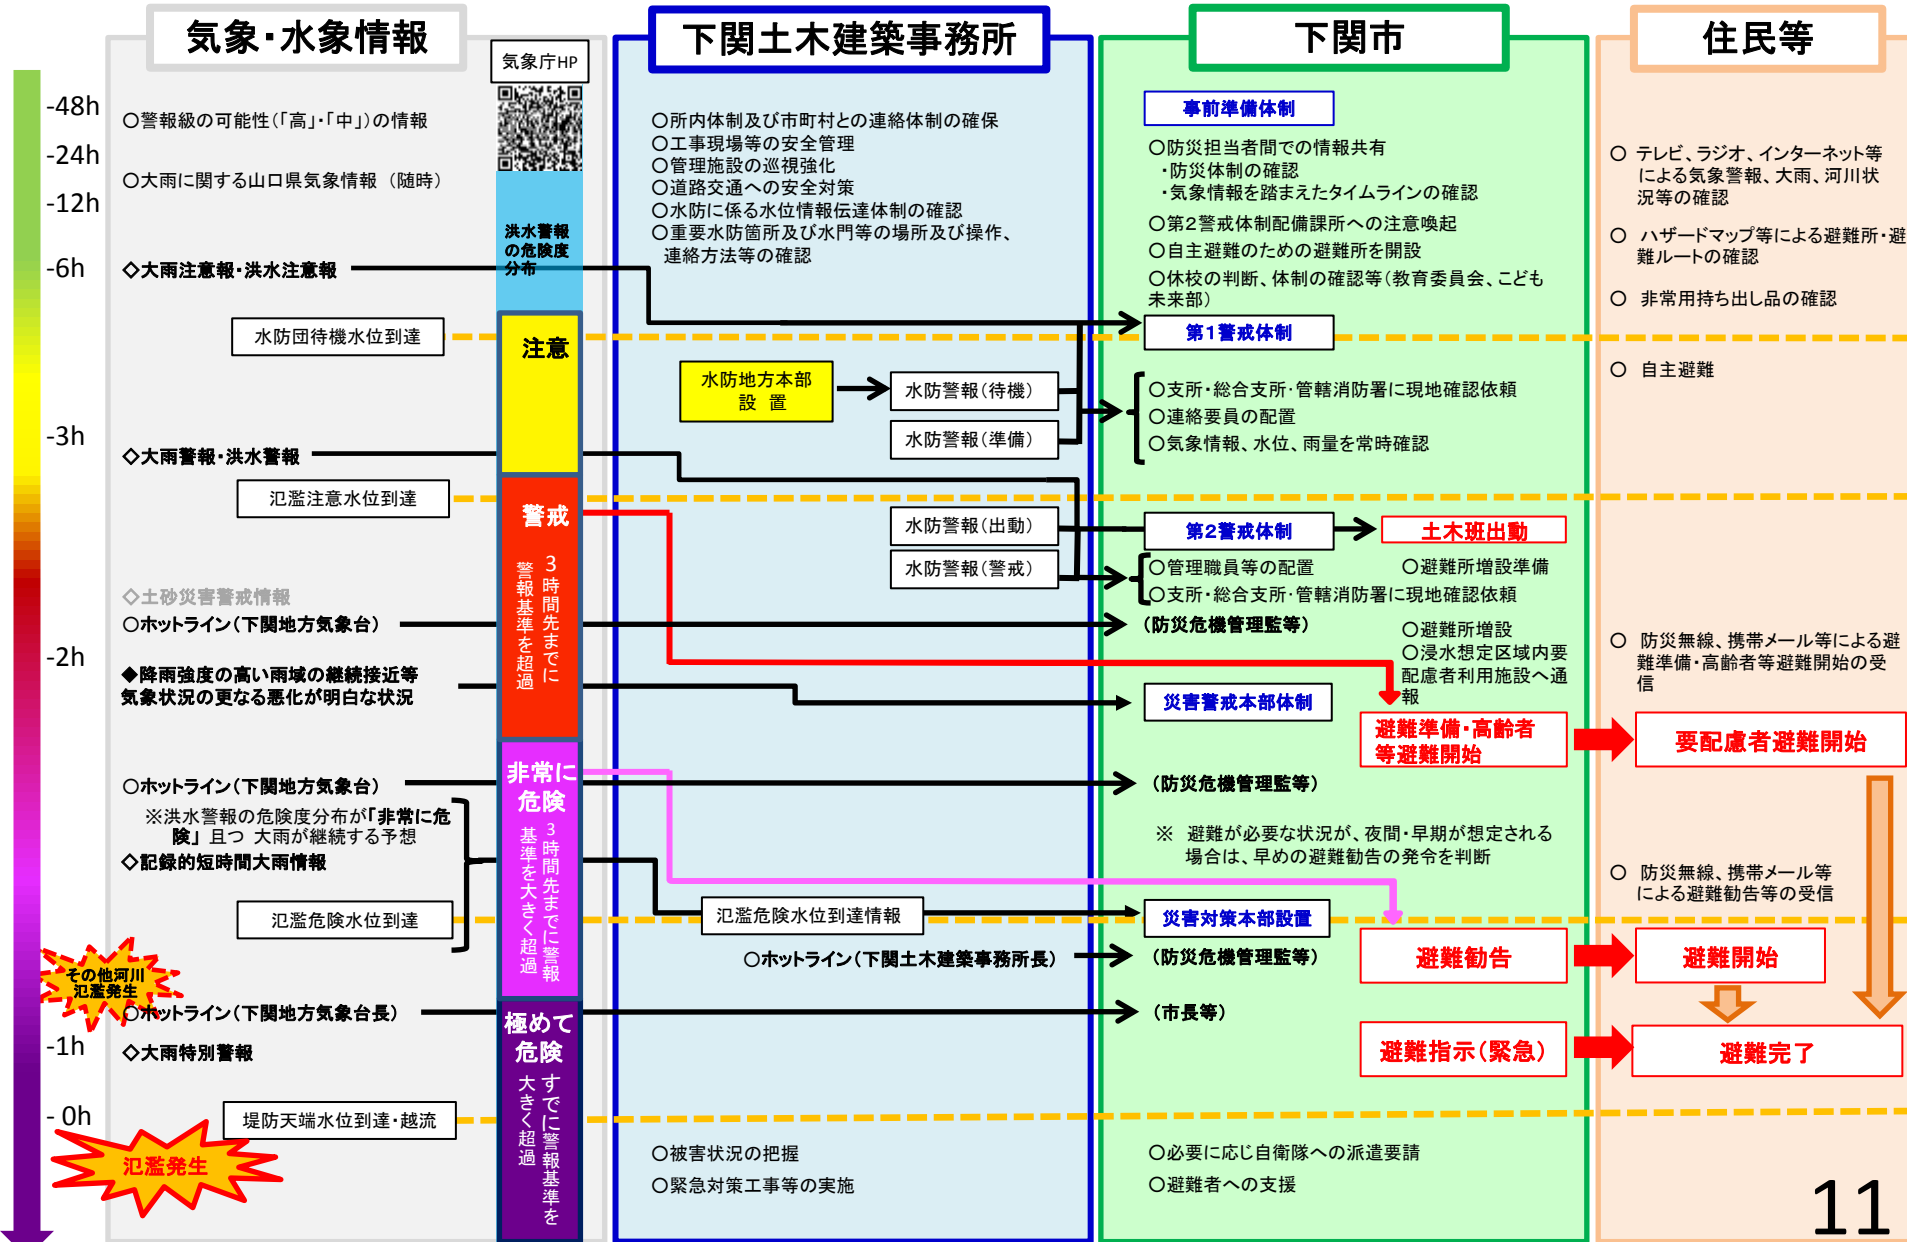 気象・水象情報
気象庁HP
-48h
-24h
-12h
-6h
-3h
-2h
-1h
- 0h
○警報級の可能性(「高」・「中」)の情報
○大雨に関する山口県気象情報 (随時)
洪水警報
の危険度
分布
◇大雨注意報・洪水注意報
水防団待機水位到達
注意
◇大雨警報・洪水警報
氾濫注意水位到達
警戒
3時間先までに
警報基準を超過
◇土砂災害警戒情報
○ホットライン(下関地方気象台)
◆降雨強度の高い雨域の継続接近等
気象状況の更なる悪化が明白な状況
非常に
危険
3時間先までに警報
基準を大きく超過
○ホットライン(下関地方気象台)
※洪水警報の危険度分布が「非常に危
険」 且つ 大雨が継続する予想
◇記録的短時間大雨情報
氾濫危険水位到達
その他河川
氾濫発生
○ホットライン(下関地方気象台長)
極めて
危険
すでに警報基準を
大きく超過
◇大雨特別警報
堤防天端水位到達・越流
氾濫発生
下関土木建築事務所
○所内体制及び市町村との連絡体制の確保
○工事現場等の安全管理
○管理施設の巡視強化
○道路交通への安全対策
○水防に係る水位情報伝達体制の確認
○重要水防箇所及び水門等の場所及び操作、
連絡方法等の確認
水防地方本部
設 置
水防警報(待機)
水防警報(準備)
水防警報(出動)
水防警報(警戒)
氾濫危険水位到達情報
○ホットライン(下関土木建築事務所長)
○被害状況の把握
○緊急対策工事等の実施
下関市
事前準備体制
○防災担当者間での情報共有
・防災体制の確認
・気象情報を踏まえたタイムラインの確認
○第2警戒体制配備課所への注意喚起
○自主避難のための避難所を開設
○休校の判断、体制の確認等(教育委員会、こども
未来部)
第1警戒体制
○支所・総合支所・管轄消防署に現地確認依頼
○連絡要員の配置
○気象情報、水位、雨量を常時確認
第2警戒体制
土木班出動
○管理職員等の配置
○避難所増設準備
○支所・総合支所・管轄消防署に現地確認依頼
(防災危機管理監等)
○避難所増設
○浸水想定区域内要
配慮者利用施設へ通
報
災害警戒本部体制
避難準備・高齢者
等避難開始
(防災危機管理監等)
※ 避難が必要な状況が、夜間・早期が想定される
場合は、早めの避難勧告の発令を判断
災害対策本部設置
(防災危機管理監等)
避難勧告
(市長等)
避難指示(緊急)
○必要に応じ自衛隊への派遣要請
○避難者への支援
住民等
○ テレビ、ラジオ、インターネット等
による気象警報、大雨、河川状
況等の確認
○ ハザードマップ等による避難所・避
難ルートの確認
○ 非常用持ち出し品の確認
○ 自主避難
○ 防災無線、携帯メール等による避
難準備・高齢者等避難開始の受
信
要配慮者避難開始
○ 防災無線、携帯メール等
による避難勧告等の受信
避難開始
避難完了
11